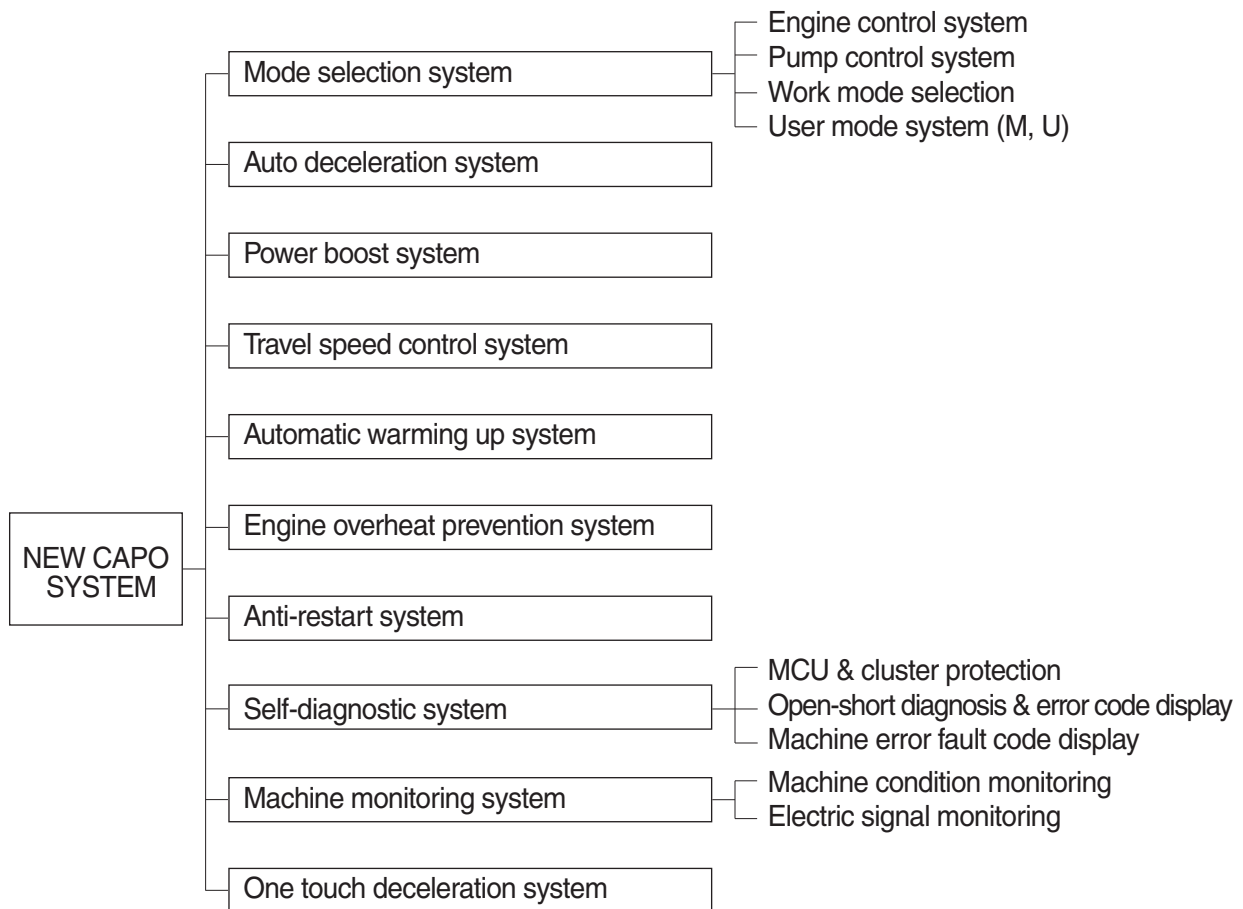 Engine control system
Pump control system
Mode selection system
Work mode selection
User mode system (M, U)
Auto deceleration system
Power boost system
Travel speed control system
Automatic warming up system
Engine overheat prevention system
NEW CAPO
SYSTEM
Anti-restart system
MCU & cluster protection
Self-diagnostic system
Open-short diagnosis & error code display
Machine error fault code display
Machine condition monitoring
Machine monitoring system
Electric signal monitoring
One touch deceleration system